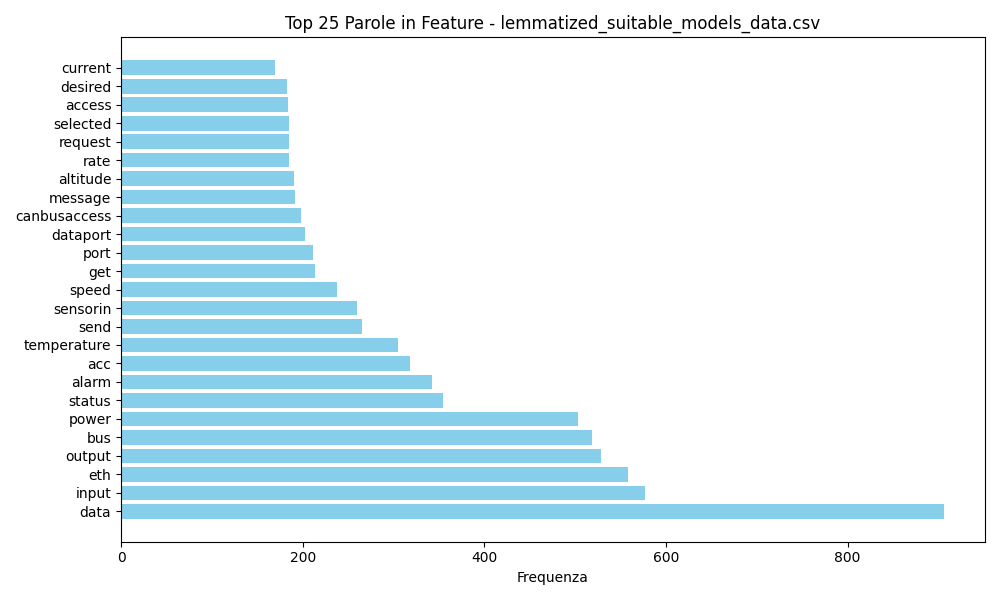 Top 25 Parole in Feature - lemmatized_suitable_models_data.csv
current
desired
access
selected
request
rate
altitude
message
canbusaccess
dataport
port
get
speed
sensorin
send
temperature
acc
alarm
status
power
bus
output
eth
input
data
0 200 400 600 800
Frequenza